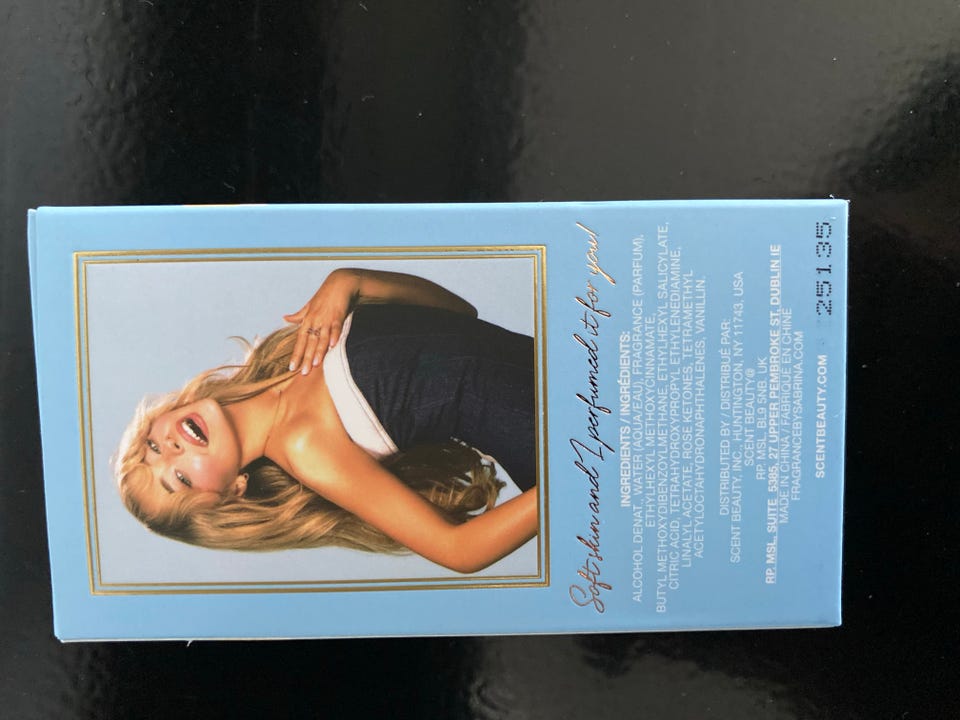 Soft skin and I perfumed it for you!
INGREDIENTS / INGRÉDIENTS:
ALCOHOL DENAT, WATER (AQUA/EAU), FRAGRANCE (PARFUM),
ETHYLHEXYL METHOXYCINNAMATE,
BUTYL METHOXYDIBENZOYLMETHANE, ETHYLHEXYL SALICYLATE,
CITRIC ACID, TETRAHYDROXYPROPYL ETHYLENEDIAMINE,
LINALYL ACETATE, ROSE KETONES, TETRAMETHYL
ACETYLOCTAHYDRONAPHTHALENES, VANILLIN.
DISTRIBUTED BY / DISTRIBUÉ PAR:
SCENT BEAUTY, INC. HUNTINGTON, NY 11743, USA
SCENT BEAUTY@
RP, MSL, BL9 5NB. UK
RP, MSL, SUITE 5385, 27 UPPER PEMBROKE ST. DUBLIN IE
MADE IN CHINA / FABRIQUÉ EN CHINE
FRAGRANCEBYSABRINA.COM
SCENTBEAUTY.COM
25135